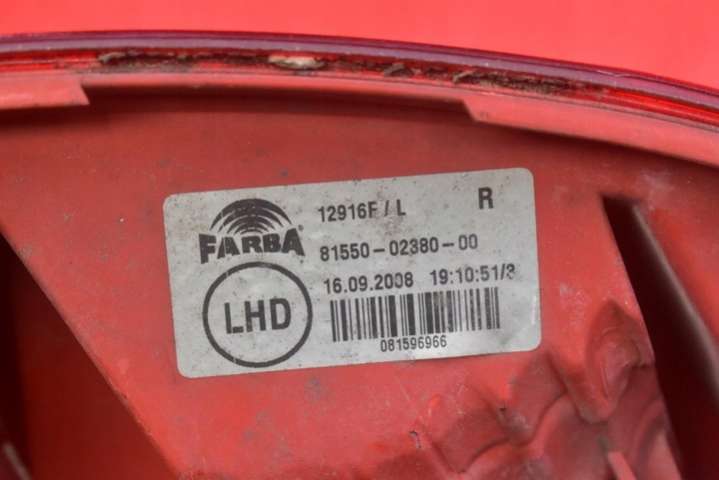 12916F / L R
FARBA
81550-02380-00
16.09.2008 19:10:51/3
LHD
081596966